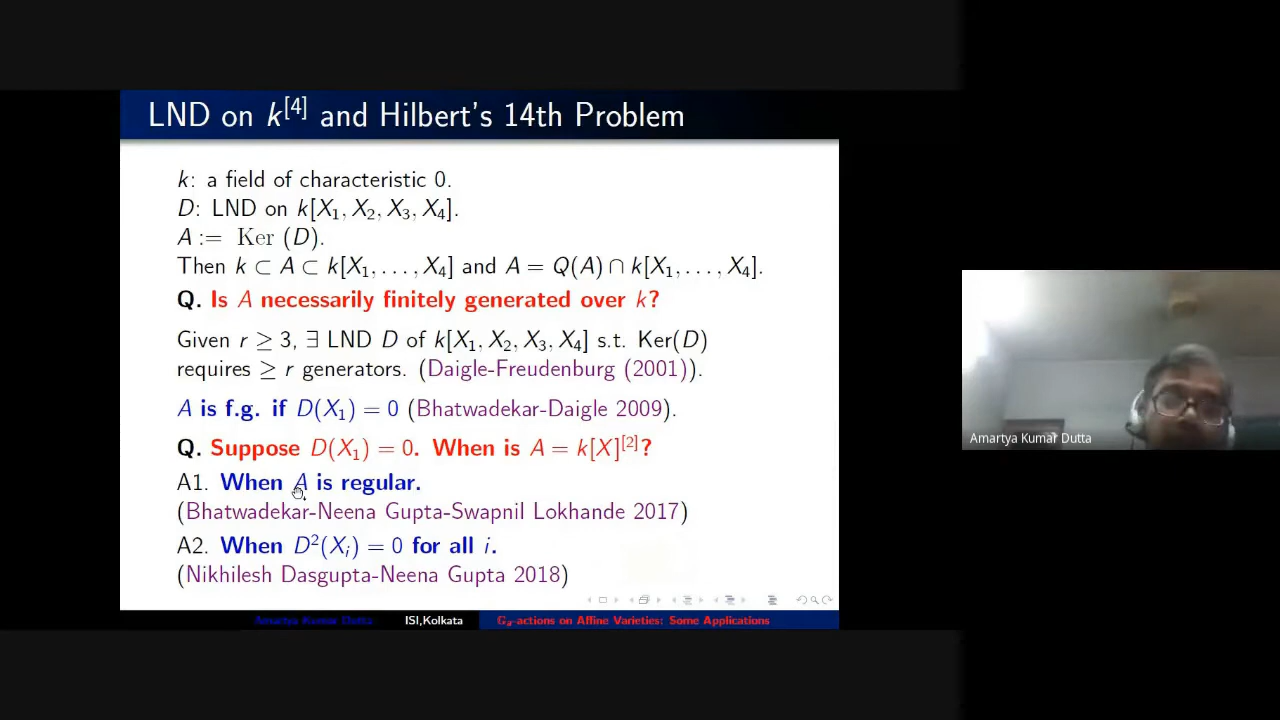 LND on k^[4] and Hilbert's 14th Problem
k: a field of characteristic 0.
D: LND on k[X₁, X₂, X₃, X₄].
A := Ker (D).
Then k ⊂ A ⊂ k[X₁, . . . , X₄] and A = Q(A) ∩ k[X₁, . . . , X₄].
Q. Is A necessarily finitely generated over k?
Given r ≥ 3, ∃ LND D of k[X₁, X₂, X₃, X₄] s.t. Ker(D)
requires ≥ r generators. (Daigle-Freudenburg (2001)).
A is f.g. if D(X₁) = 0 (Bhatwadekar-Daigle 2009).
Q. Suppose D(X₁) = 0. When is A = k[X]^[2]?
A1. When A is regular.
(Bhatwadekar-Neena Gupta-Swapnil Lokhande 2017)
A2. When D²(Xᵢ) = 0 for all i.
(Nikhilesh Dasgupta-Neena Gupta 2018)
Amartya Kumar Dutta ISI,Kolkata Gₐ-actions on Affine Varieties: Some Applications
Amartya Kumar Dutta